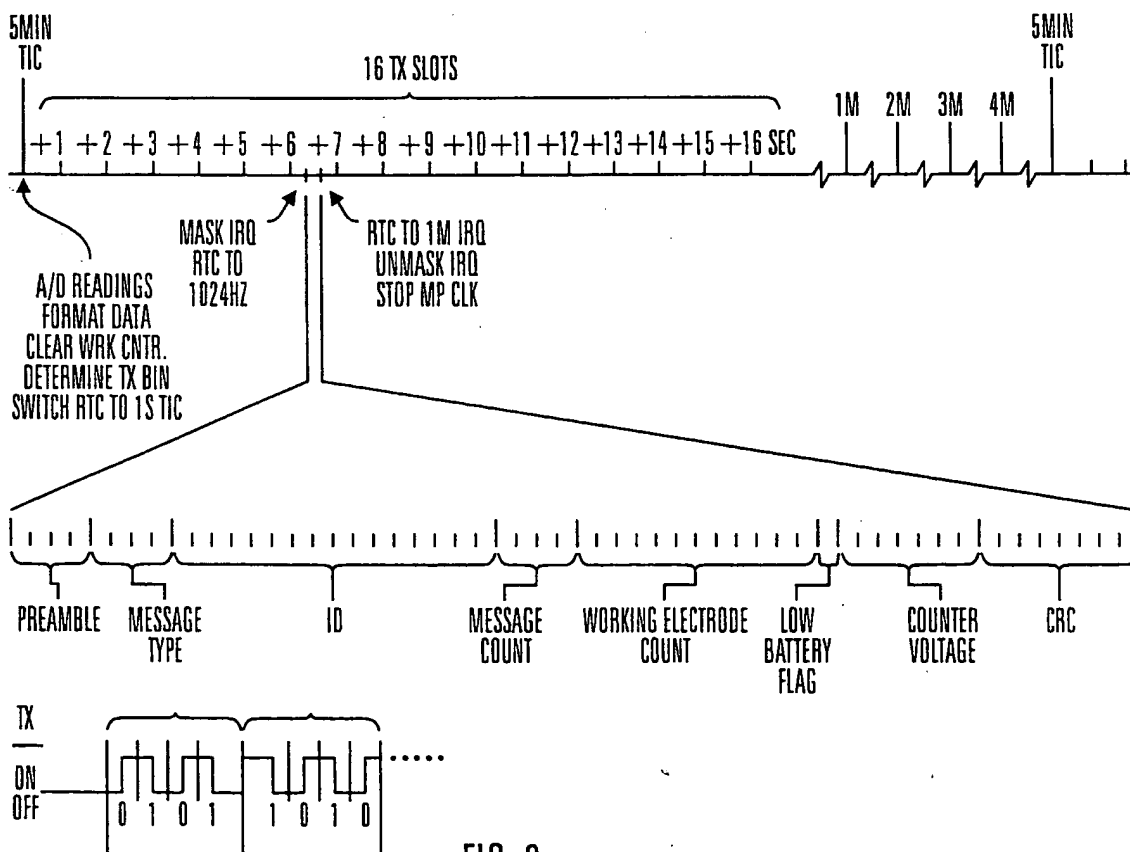 5MIN
TIC
5MIN
TIC
16 TX SLOTS
1M 2M 3M 4M
+1 +2 +3 +4 +5 +6 +7 +8 +9 +10 +11 +12 +13 +14 +15 +16 SEC
MASK IRQ
RTC TO
1024HZ
RTC TO 1M IRQ
UNMASK IRQ
STOP MP CLK
A/D READINGS
FORMAT DATA
CLEAR WRK CNTR.
DETERMINE TX BIN
SWITCH RTC TO 1S TIC
PREAMBLE
MESSAGE
TYPE
ID
MESSAGE
COUNT
WORKING ELECTRODE
COUNT
LOW
BATTERY
FLAG
COUNTER
VOLTAGE
CRC
TX
ON
OFF
0 1 0 1 1 0 1 0